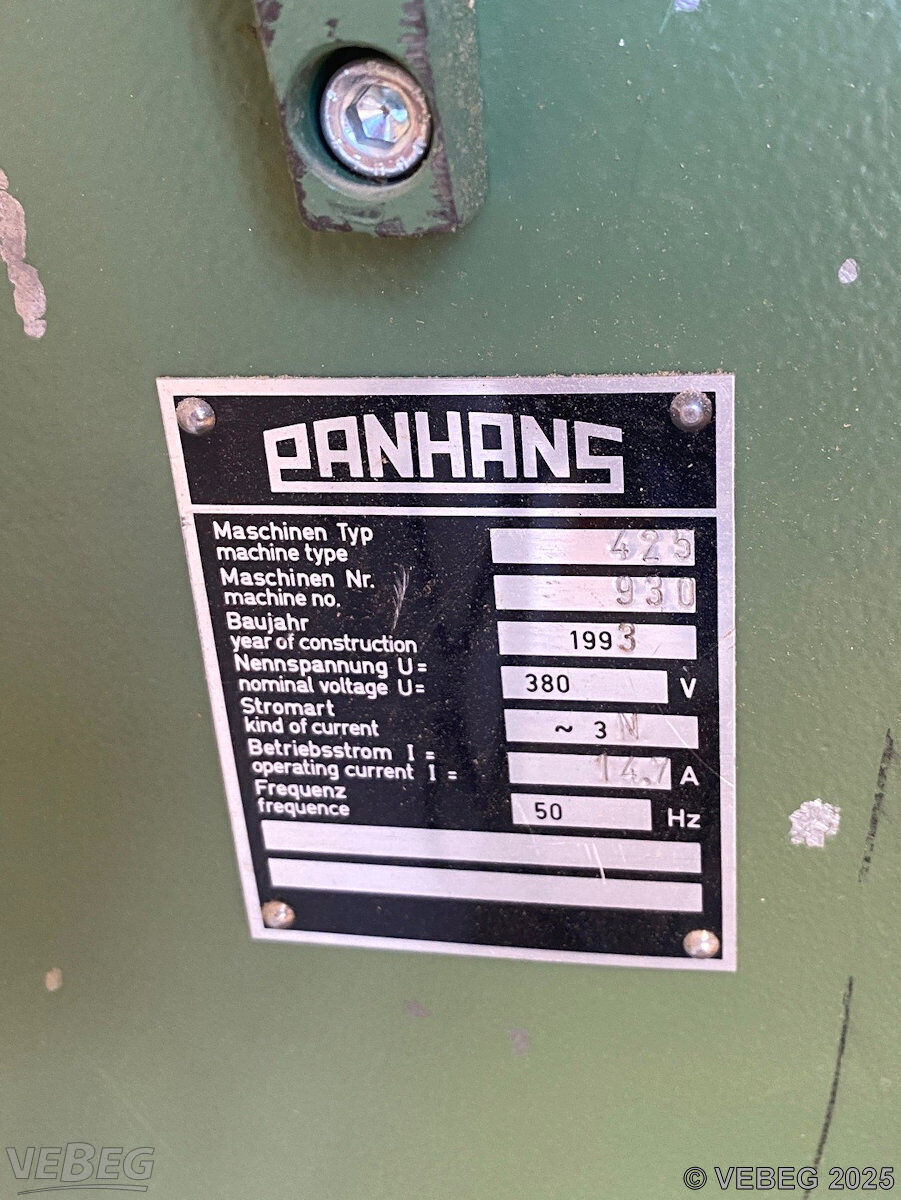 PANHANS
Maschinen Typ
machine type 425
Maschinen Nr.
machine no. 930
Baujahr
year of construction 1993
Nennspannung U=
nominal voltage U= 380 V
Stromart
kind of current ~ 3 N
Betriebsstrom I =
operating current I = 14.7 A
Frequenz
frequence 50 Hz
VEBEG
© VEBEG 2025